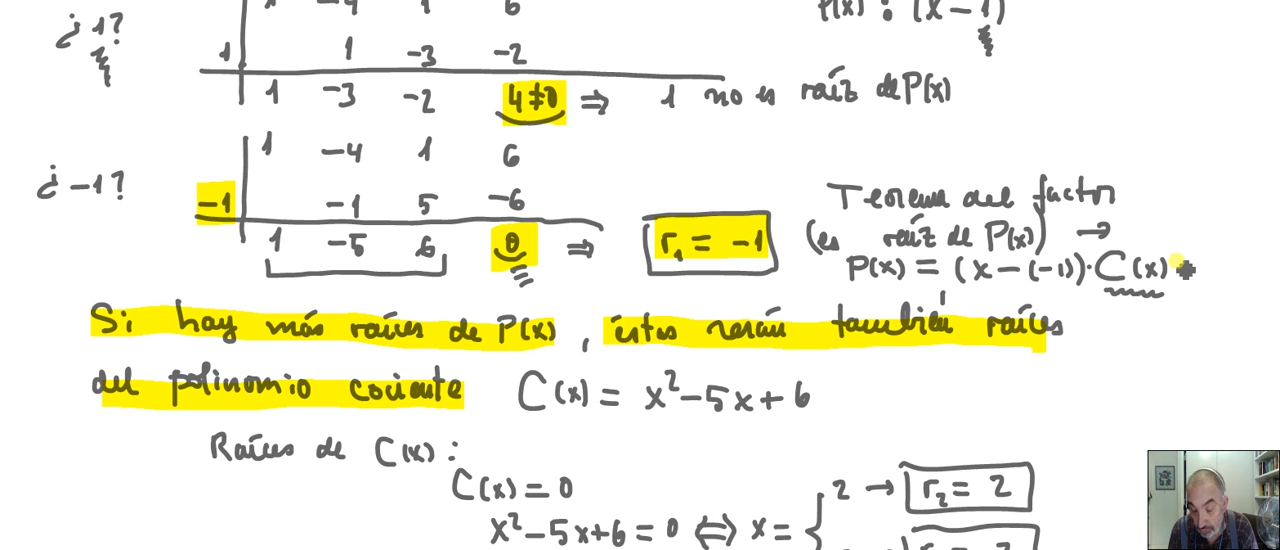 ¿1?
1 -4 1 6
P(x) : (x-1)
1 1 -3 -2
1 -3 -2 4≠0 ⇒ 1 no es raíz de P(x)
¿-1?
1 -4 1 6
-1 -1 5 -6
1 -5 6 0 ⇒ r₁ = -1
Teorema del factor
(es raíz de P(x)) →
P(x) = (x-(-1))·C(x)
Si hay más raíces de P(x), éstas serán también raíces
del polinomio cociente C(x) = x²-5x+6
Raíces de C(x):
C(x) = 0
x²-5x+6 = 0 ⇔ x = { 2 → r₂ = 2